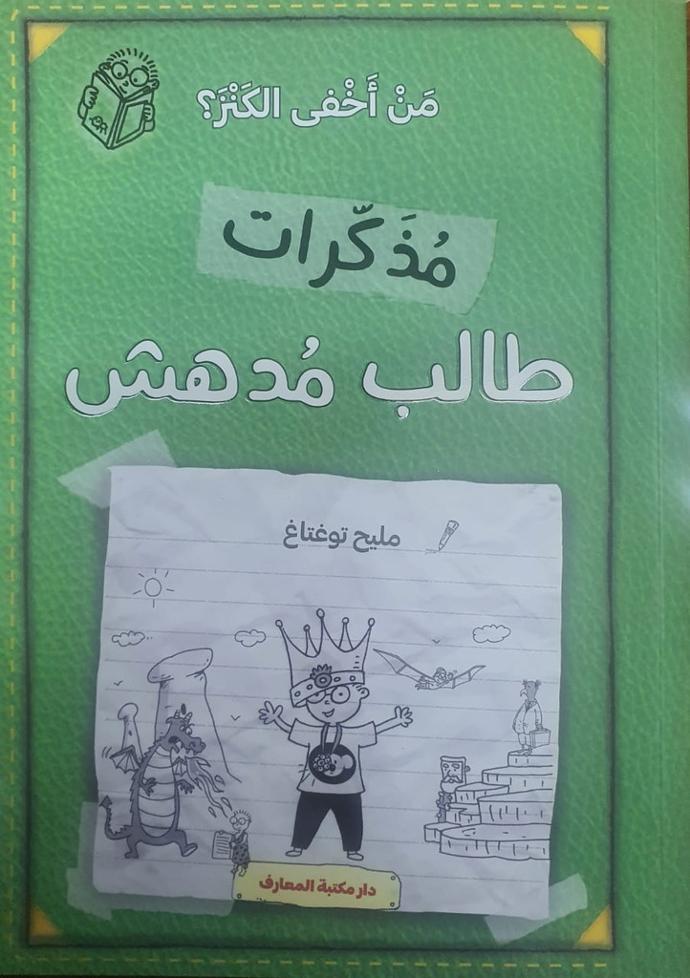 مَنْ أَخْفى الكَنْزَ؟
مُذَكّرات
طالب مُدهش
مليح توغتاغ
دار مكتبة المعارف